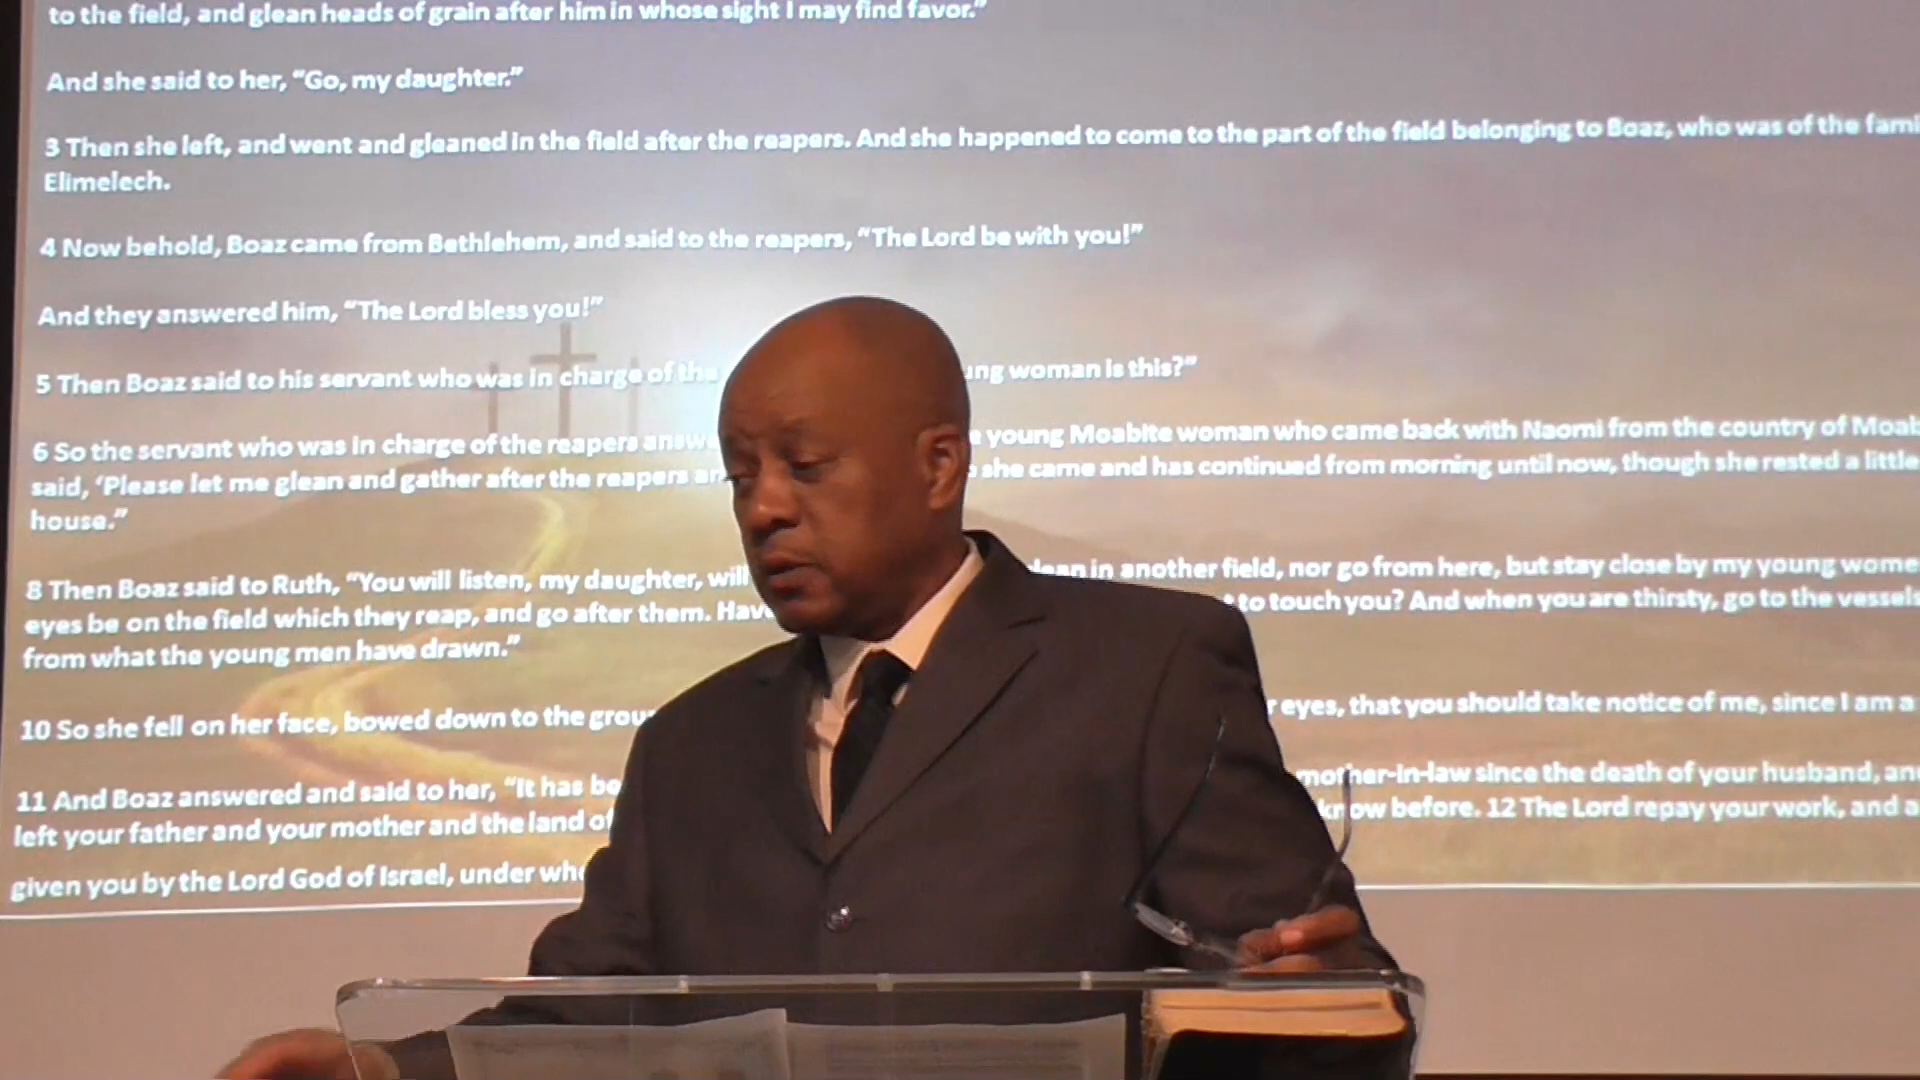 to the field, and glean heads of grain after him in whose sight I may find favor.”
And she said to her, “Go, my daughter.”
3 Then she left, and went and gleaned in the field after the reapers. And she happened to come to the part of the field belonging to Boaz, who was of the fami
Elimelech.
4 Now behold, Boaz came from Bethlehem, and said to the reapers, “The Lord be with you!”
And they answered him, “The Lord bless you!”
5 Then Boaz said to his servant who was in charge of the ung woman is this?”
6 So the servant who was in charge of the reapers answ e young Moabite woman who came back with Naomi from the country of Moab
said, ‘Please let me glean and gather after the reapers an she came and has continued from morning until now, though she rested a little
house.”
8 Then Boaz said to Ruth, “You will listen, my daughter, will lean in another field, nor go from here, but stay close by my young wome
eyes be on the field which they reap, and go after them. Have to touch you? And when you are thirsty, go to the vessels
from what the young men have drawn.”
10 So she fell on her face, bowed down to the grou r eyes, that you should take notice of me, since I am a
11 And Boaz answered and said to her, “It has be mother-in-law since the death of your husband, and
left your father and your mother and the land of know before. 12 The Lord repay your work, and a
given you by the Lord God of Israel, under who